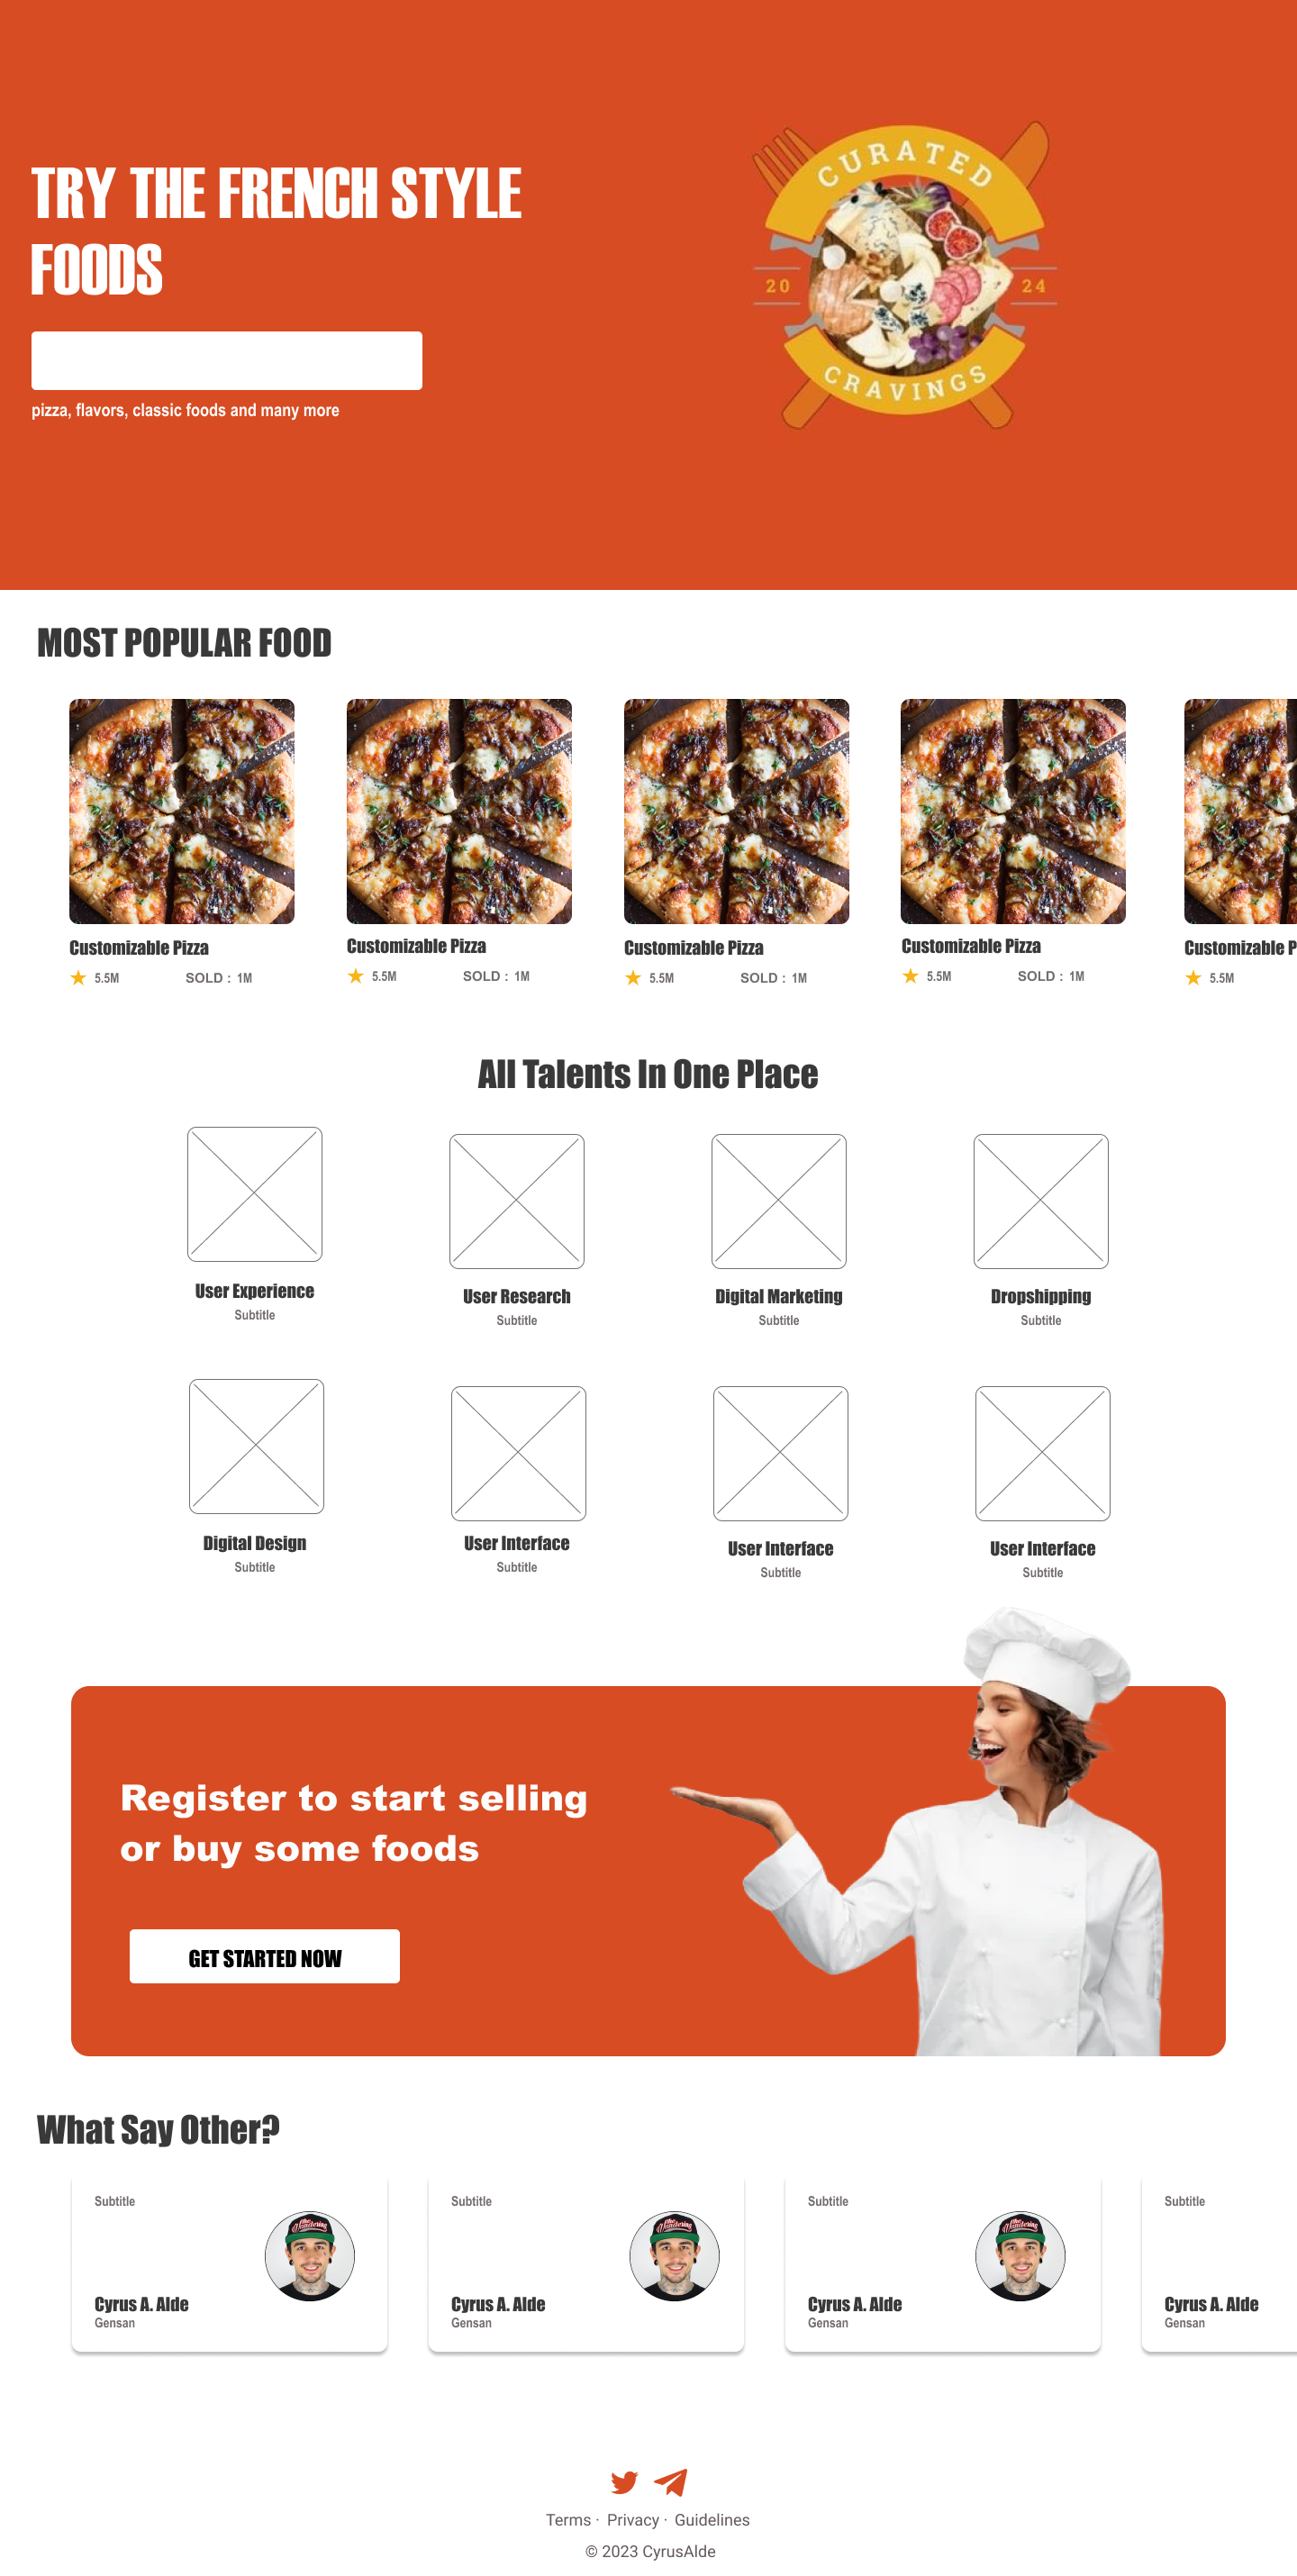 TRY THE FRENCH STYLE
FOODS
pizza, flavors, classic foods and many more
CURATED
20
24
CRAVINGS
MOST POPULAR FOOD
Customizable Pizza
5.5M SOLD : 1M
Customizable Pizza
5.5M SOLD : 1M
Customizable Pizza
5.5M SOLD : 1M
Customizable Pizza
5.5M SOLD : 1M
Customizable P
5.5M
All Talents In One Place
User Experience
Subtitle
User Research
Subtitle
Digital Marketing
Subtitle
Dropshipping
Subtitle
Digital Design
Subtitle
User Interface
Subtitle
User Interface
Subtitle
User Interface
Subtitle
Register to start selling
or buy some foods
GET STARTED NOW
What Say Other?
Subtitle
Cyrus A. Alde
Gensan
Subtitle
Cyrus A. Alde
Gensan
Subtitle
Cyrus A. Alde
Gensan
Subtitle
Cyrus A. Alde
Gensan
Terms · Privacy · Guidelines
© 2023 CyrusAlde